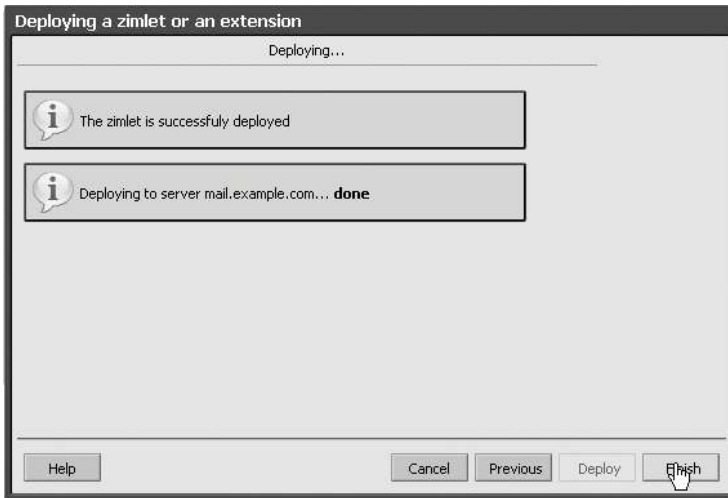 Deploying a zimlet or an extension
Deploying...
The zimlet is successfuly deployed
Deploying to server mail.example.com... done
Help
Cancel
Previous
Deploy
Finish